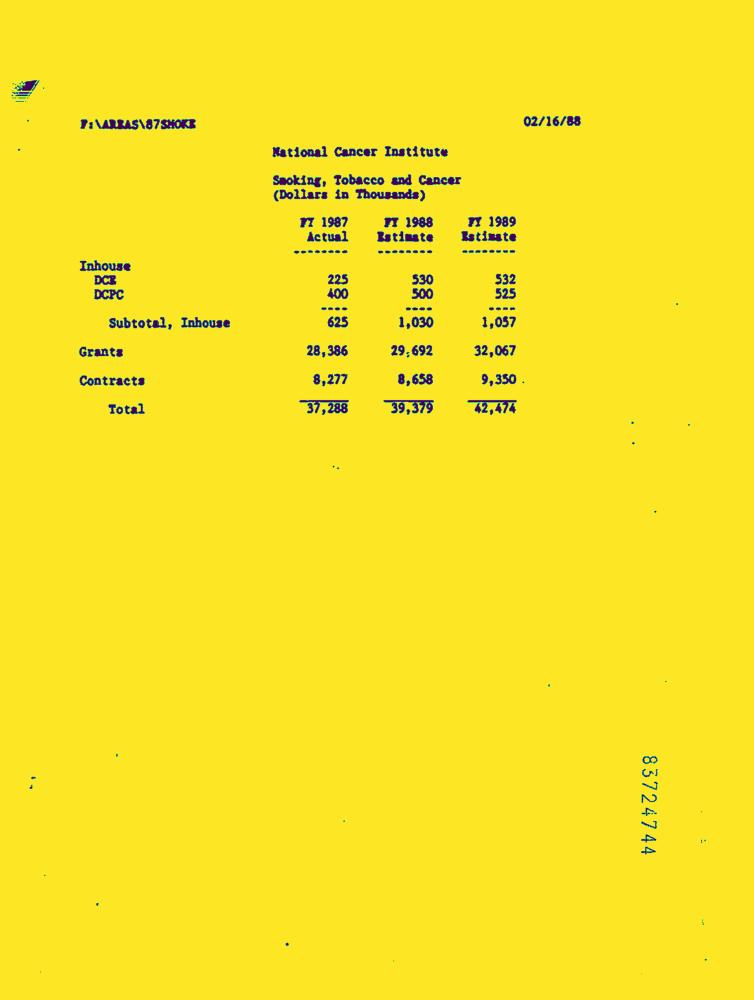 F:\AREAS\87SMOKE 02/16/88
National Cancer Institute
Smoking, Tobacco and Cancer
(Dollars in Thousands)
FY 1987 FY 1988 FY 1989
Actual Estimate Estimate
-------- -------- --------
Inhouse
DCE 225 530 532
DCPC 400 500 525
---- ---- ----
Subtotal, Inhouse 625 1,030 1,057
Grants 28,386 29,692 32,067
Contracts 8,277 8,658 9,350
Total 37,288 39,379 42,474
83724744